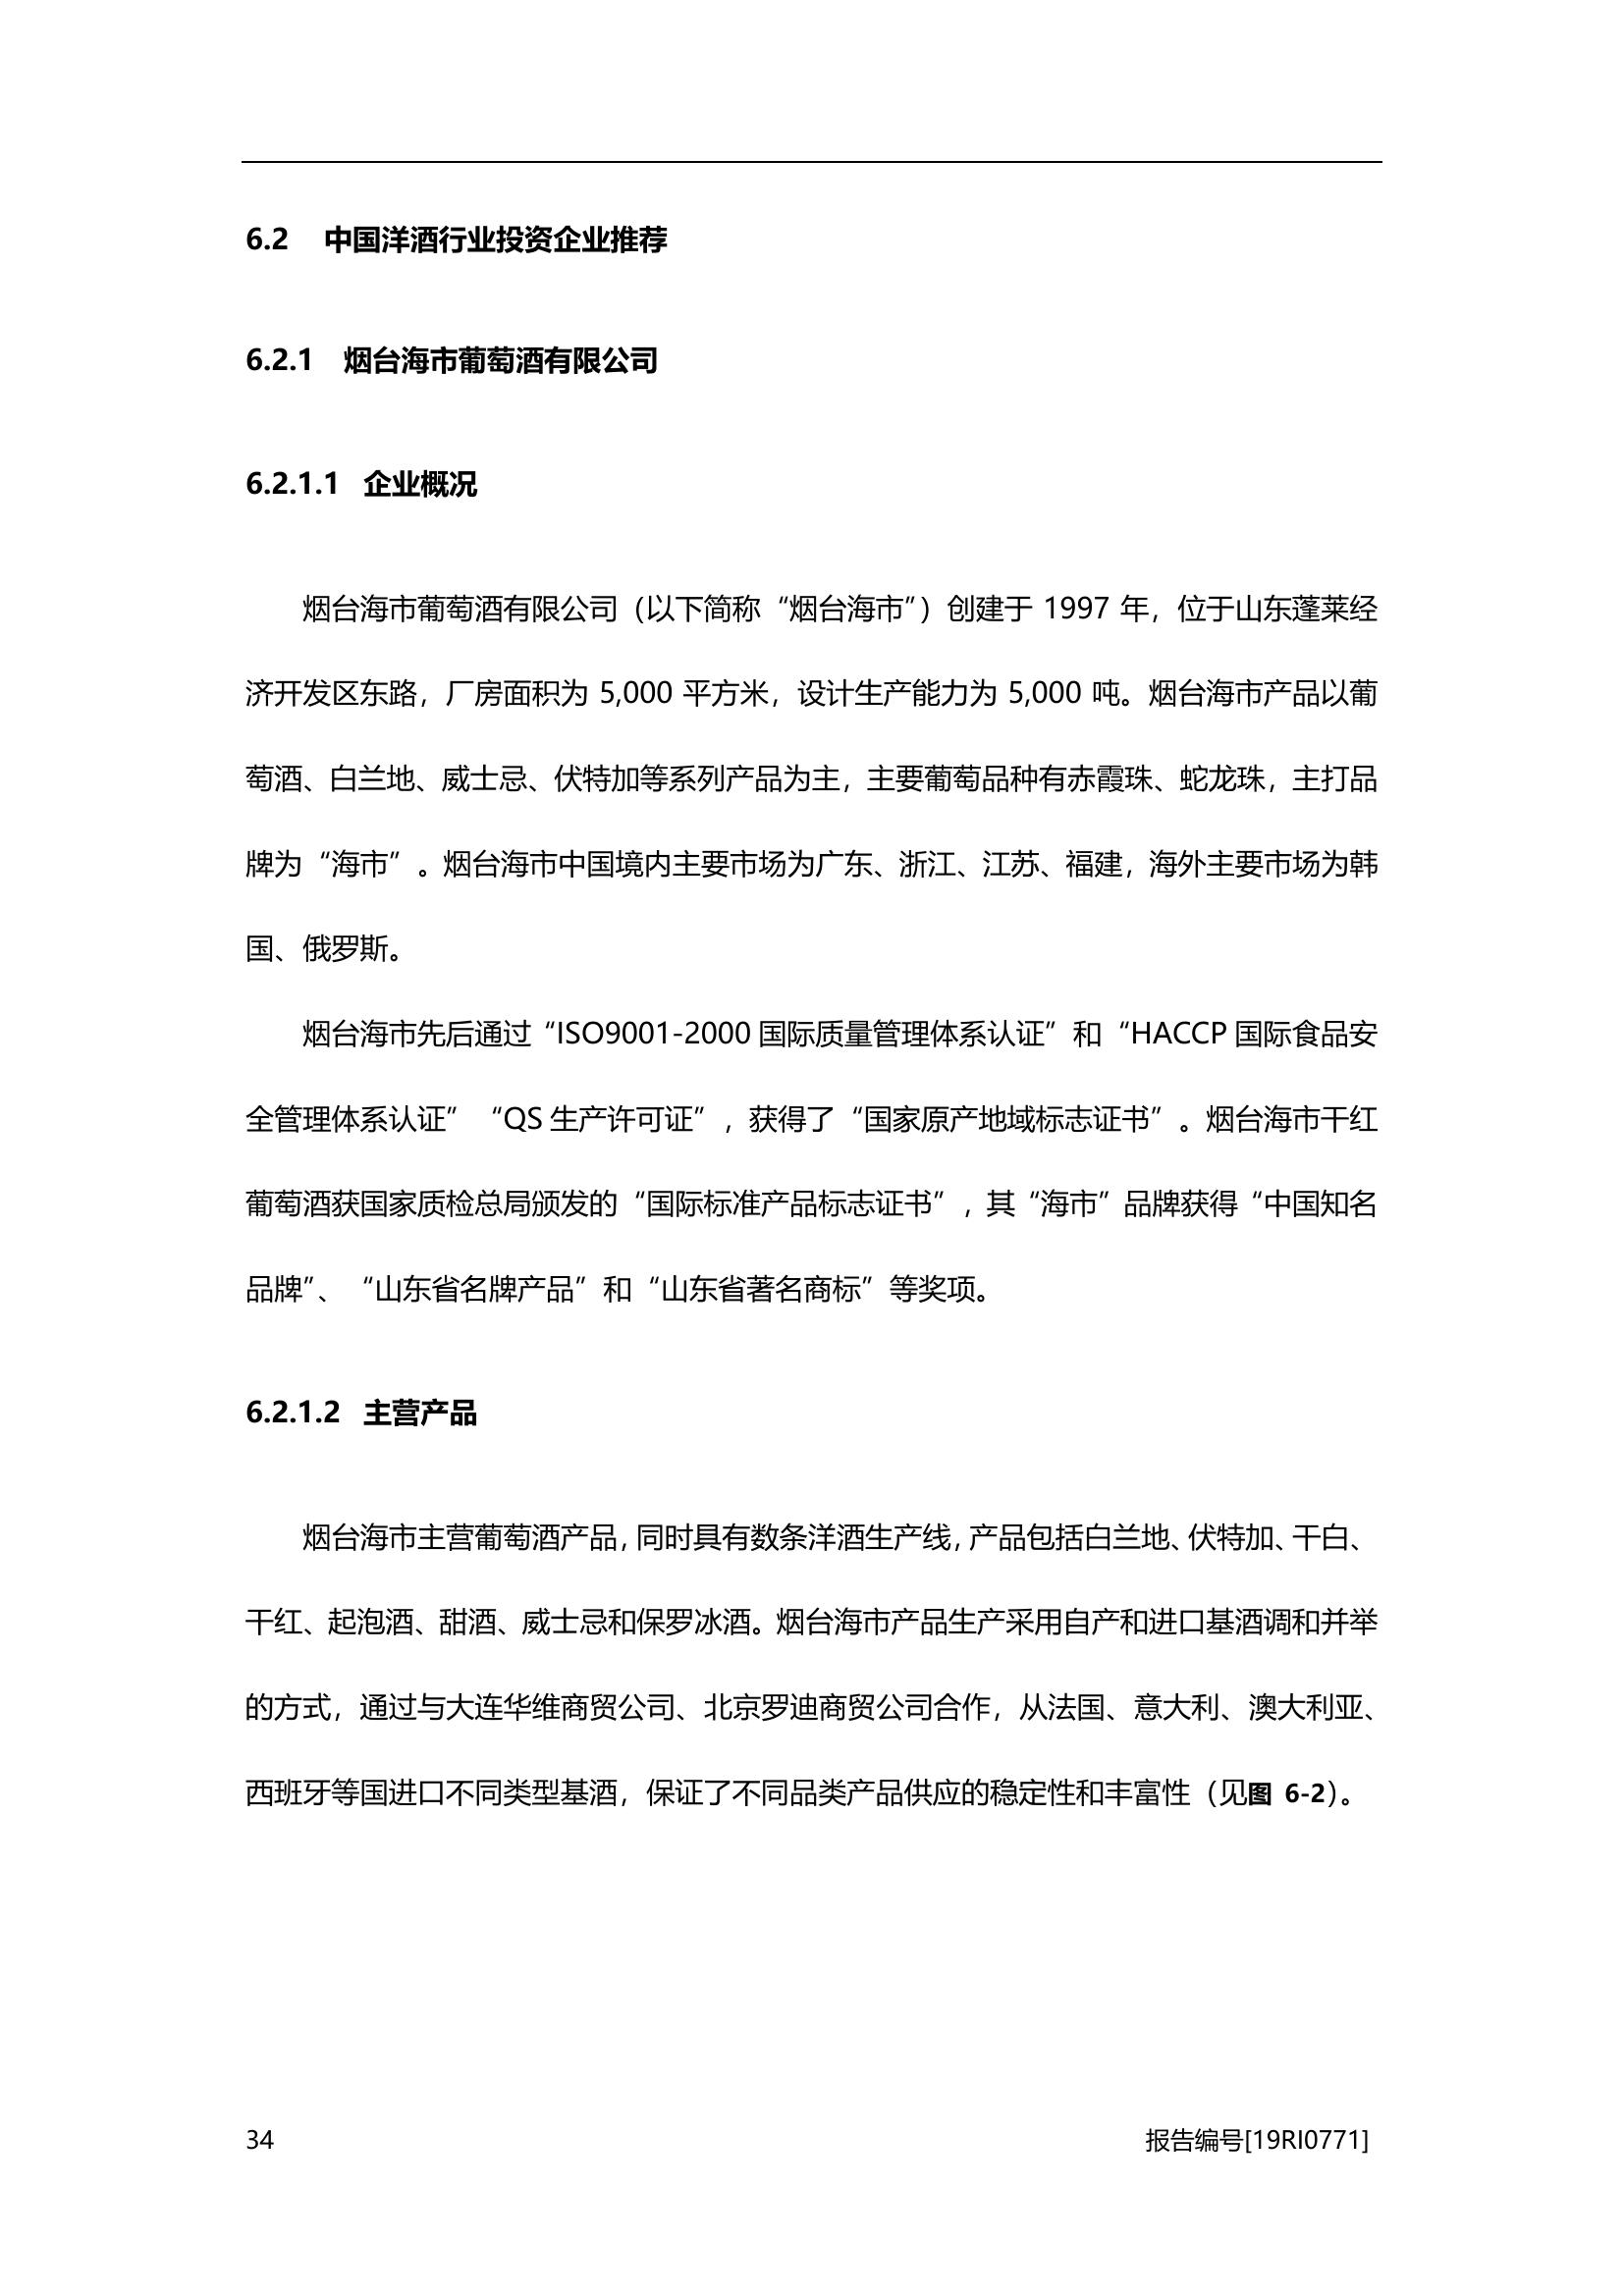 6.2 中国洋酒行业投资企业推荐
6.2.1 烟台海市葡萄酒有限公司
6.2.1.1 企业概况
烟台海市葡萄酒有限公司（以下简称“烟台海市”）创建于 1997 年，位于山东蓬莱经
济开发区东路，厂房面积为 5,000 平方米，设计生产能力为 5,000 吨。烟台海市产品以葡
萄酒、白兰地、威士忌、伏特加等系列产品为主，主要葡萄品种有赤霞珠、蛇龙珠，主打品
牌为“海市”。烟台海市中国境内主要市场为广东、浙江、江苏、福建，海外主要市场为韩
国、俄罗斯。
烟台海市先后通过“ISO9001-2000 国际质量管理体系认证”和“HACCP 国际食品安
全管理体系认证”“QS 生产许可证”，获得了“国家原产地域标志证书”。烟台海市干红
葡萄酒获国家质检总局颁发的“国际标准产品标志证书”，其“海市”品牌获得“中国知名
品牌”、“山东省名牌产品”和“山东省著名商标”等奖项。
6.2.1.2 主营产品
烟台海市主营葡萄酒产品，同时具有数条洋酒生产线，产品包括白兰地、伏特加、干白、
干红、起泡酒、甜酒、威士忌和保罗冰酒。烟台海市产品生产采用自产和进口基酒调和并举
的方式，通过与大连华维商贸公司、北京罗迪商贸公司合作，从法国、意大利、澳大利亚、
西班牙等国进口不同类型基酒，保证了不同品类产品供应的稳定性和丰富性（见图 6-2）。
34 报告编号[19RI0771]